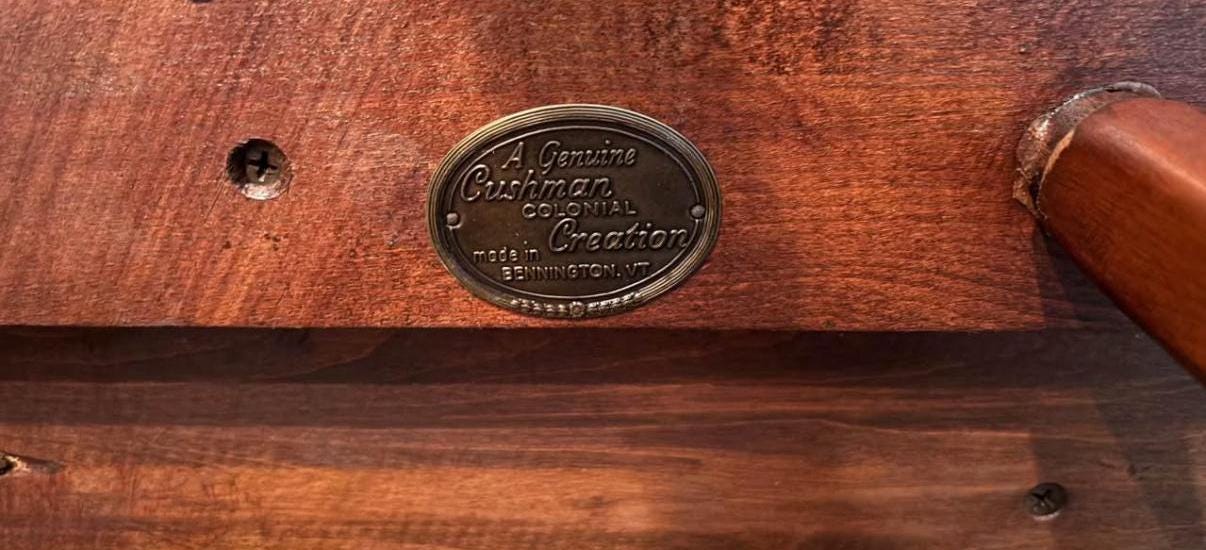 A Genuine
Cushman
COLONIAL
Creation
made in
BENNINGTON, VT